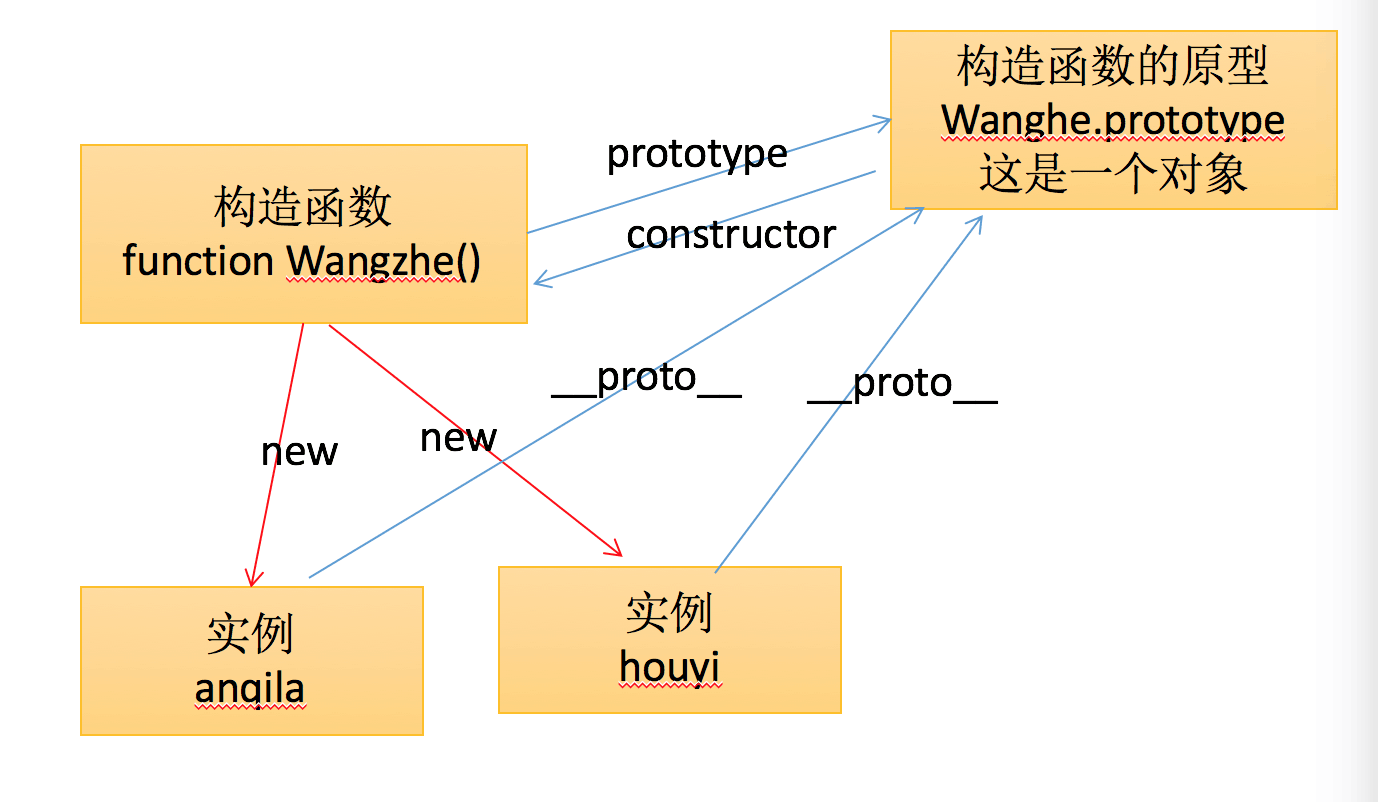 构造函数的原型
Wanghe.prototype
这是一个对象
prototype
构造函数
function Wangzhe()
constructor
__proto__
__proto__
new
new
实例
anqila
实例
houyi